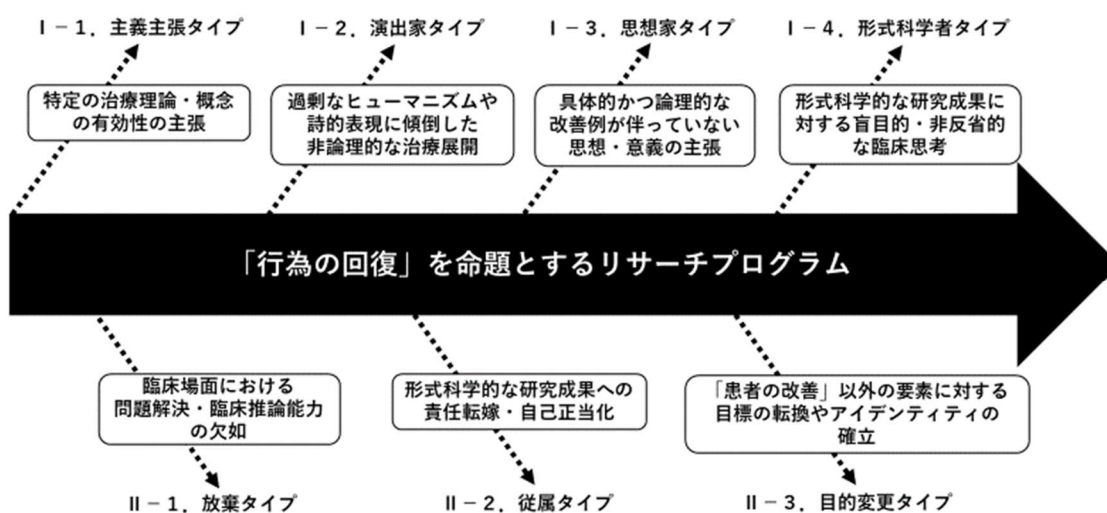 Ⅰ－1．主義主張タイプ
Ⅰ－2．演出家タイプ
Ⅰ－3．思想家タイプ
Ⅰ－4．形式科学者タイプ
特定の治療理論・概念
の有効性の主張
過剰なヒューマニズムや
詩的表現に傾倒した
非論理的な治療展開
具体的かつ論理的な
改善例が伴っていない
思想・意義の主張
形式科学的な研究成果に
対する盲目的・非反省的
な臨床思考
「行為の回復」を命題とするリサーチプログラム
臨床場面における
問題解決・臨床推論能力
の欠如
形式科学的な研究成果への
責任転嫁・自己正当化
「患者の改善」以外の要素に対する
目標の転換やアイデンティティの
確立
Ⅱ－1．放棄タイプ
Ⅱ－2．従属タイプ
Ⅱ－3．目的変更タイプ